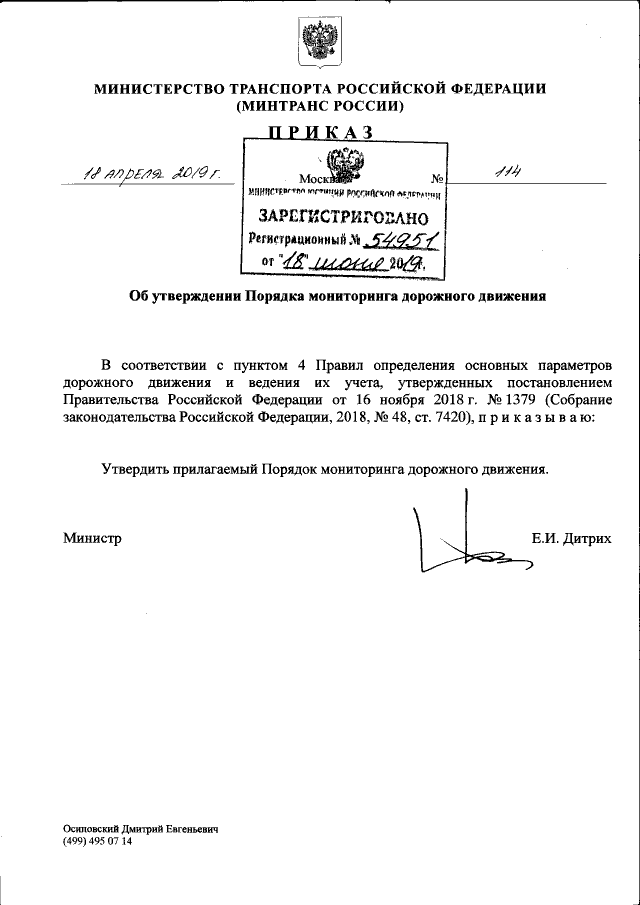 МИНИСТЕРСТВО ТРАНСПОРТА РОССИЙСКОЙ ФЕДЕРАЦИИ
(МИНТРАНС РОССИИ)
ПРИКАЗ
18 апреля 2019 г. Москва № 114
МИНИСТЕРСТВО ЮСТИЦИИ РОССИЙСКОЙ ФЕДЕРАЦИИ
ЗАРЕГИСТРИРОВАНО
Регистрационный № 54951
от "18" июня 2019 г.
Об утверждении Порядка мониторинга дорожного движения
В соответствии с пунктом 4 Правил определения основных параметров
дорожного движения и ведения их учета, утвержденных постановлением
Правительства Российской Федерации от 16 ноября 2018 г. № 1379 (Собрание
законодательства Российской Федерации, 2018, № 48, ст. 7420), п р и к а з ы в а ю:
Утвердить прилагаемый Порядок мониторинга дорожного движения.
Министр Е.И. Дитрих
Осиповский Дмитрий Евгеньевич
(499) 495 07 14